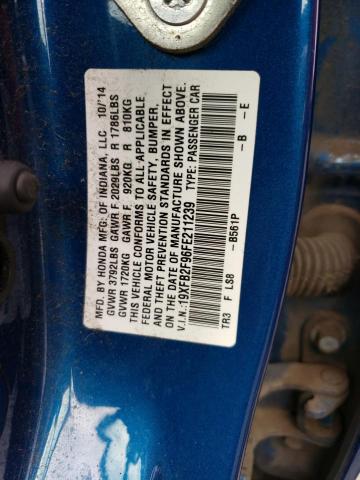 MFD. BY HONDA MFG. OF INDIANA, LLC 10/'14
GVWR 3792LBS GAWR F 2029LBS R 1786LBS
GVWR 1720KG GAWR F 920KG R 810KG
THIS VEHICLE CONFORMS TO ALL APPLICABLE
FEDERAL MOTOR VEHICLE SAFETY, BUMPER,
AND THEFT PREVENTION STANDARDS IN EFFECT
ON THE DATE OF MANUFACTURE SHOWN ABOVE.
V.I.N.:19XFB2F96FE211239 TYPE: PASSENGER CAR
TR3 F LS8 -B561P -B -E